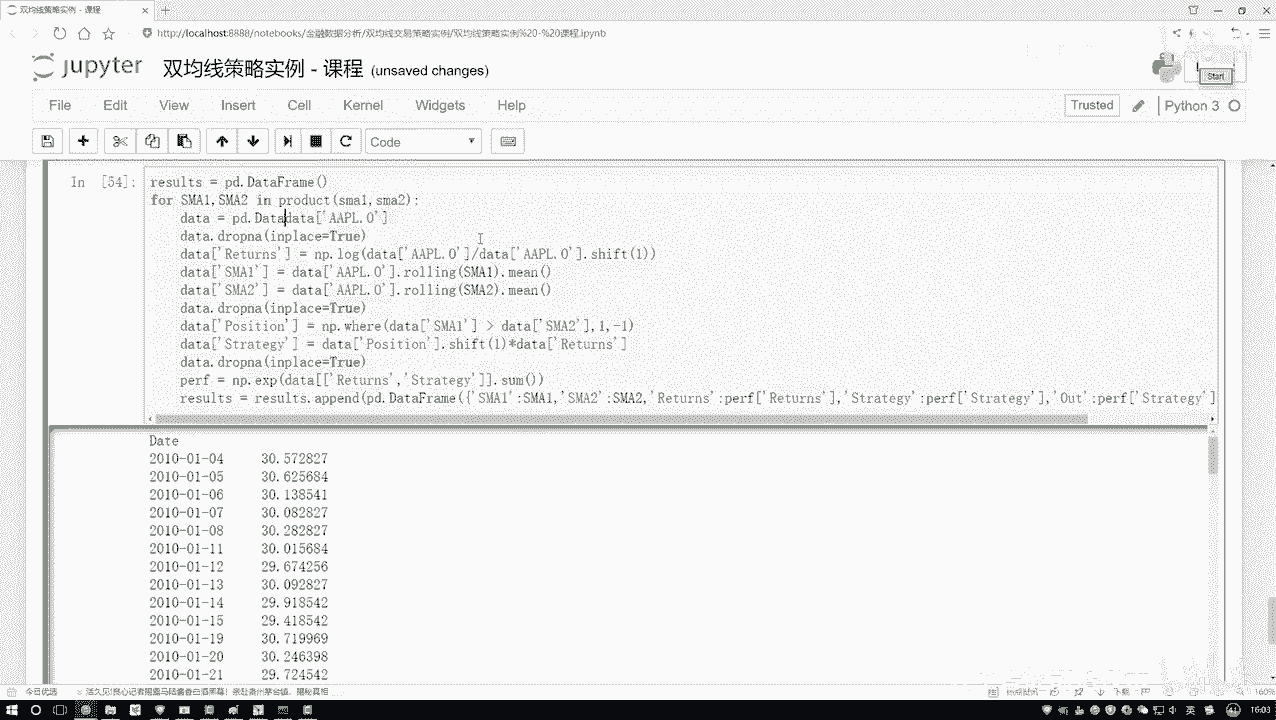 双均线策略实例 - 课程
http://localhost:8888/notebooks/金融数据分析/双均线交易策略实例/双均线策略实例%20-%20课程.ipynb
jupyter 双均线策略实例 - 课程 (unsaved changes)
Start
File Edit View Insert Cell Kernel Widgets Help
Trusted
Python 3
Code
In [54]:
results = pd.DataFrame()
for SMA1,SMA2 in product(sma1,sma2):
data = pd.Datadata['AAPL.O']
data.dropna(inplace=True)
data['Returns'] = np.log(data['AAPL.O']/data['AAPL.O'].shift(1))
data['SMA1'] = data['AAPL.O'].rolling(SMA1).mean()
data['SMA2'] = data['AAPL.O'].rolling(SMA2).mean()
data.dropna(inplace=True)
data['Position'] = np.where(data['SMA1'] > data['SMA2'],1,-1)
data['Strategy'] = data['Position'].shift(1)*data['Returns']
data.dropna(inplace=True)
perf = np.exp(data[['Returns','Strategy']].sum())
results = results.append(pd.DataFrame({'SMA1':SMA1,'SMA2':SMA2,'Returns':perf['Returns'],'Strategy':perf['Strategy'],'Out':perf['Strategy']
Date
2010-01-04 30.572827
2010-01-05 30.625684
2010-01-06 30.138541
2010-01-07 30.082827
2010-01-08 30.282827
2010-01-11 30.015684
2010-01-12 29.674256
2010-01-13 30.092827
2010-01-14 29.918542
2010-01-15 29.418542
2010-01-19 30.719969
2010-01-20 30.246398
2010-01-21 29.724542
今日优选
下载
160%
英
16:03